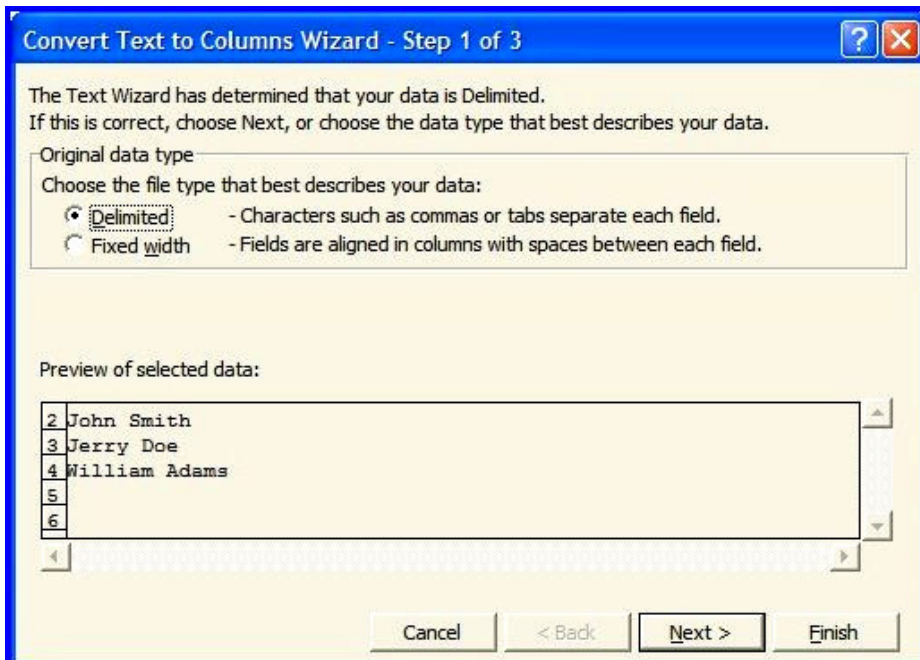 Convert Text to Columns Wizard - Step 1 of 3
The Text Wizard has determined that your data is Delimited.
If this is correct, choose Next, or choose the data type that best describes your data.
Original data type
Choose the file type that best describes your data:
Delimited - Characters such as commas or tabs separate each field.
Fixed width - Fields are aligned in columns with spaces between each field.
Preview of selected data:
2 John Smith
3 Jerry Doe
4 William Adams
5
6
Cancel < Back Next > Finish